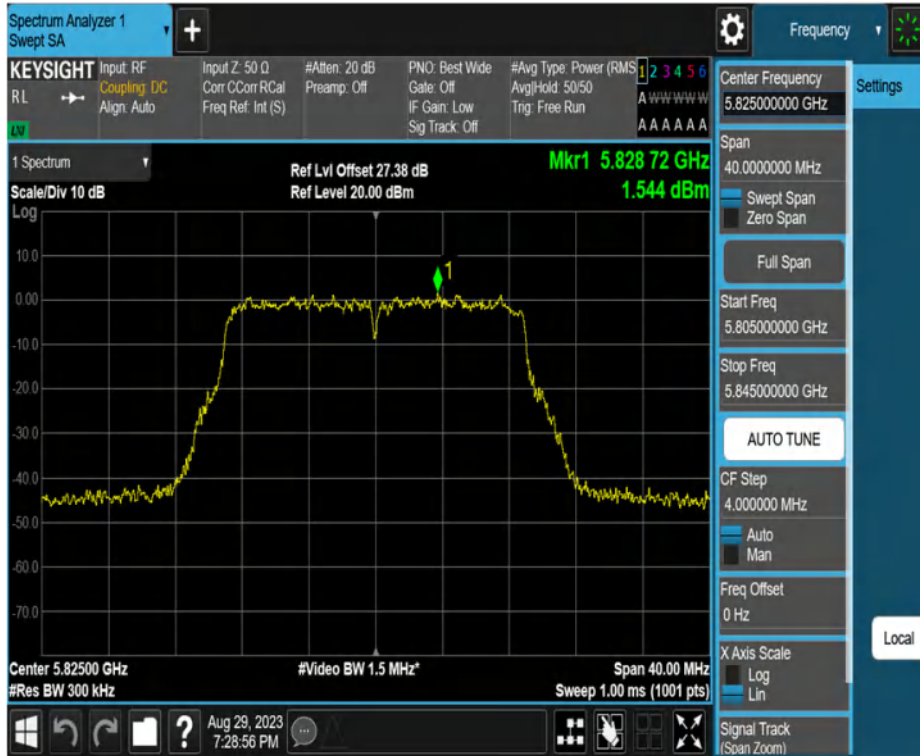 Spectrum Analyzer 1
Swept SA
+
Frequency
KEYSIGHT
Input: RF
Input Z: 50 Ω
#Atten: 20 dB
PNO: Best Wide
#Avg Type: Power (RMS
1 2 3 4 5 6
RL
Coupling: DC
Corr CCorr RCal
Preamp: Off
Gate: Off
Avg|Hold: 50/50
A W W W W W
Align: Auto
Freq Ref: Int (S)
IF Gain: Low
Trig: Free Run
Sig Track: Off
A A A A A A
LXI
1 Spectrum
Ref Lvl Offset 27.38 dB
Mkr1 5.828 72 GHz
Scale/Div 10 dB
Ref Level 20.00 dBm
1.544 dBm
Log
10.0
0.00
-10.0
-20.0
-30.0
-40.0
-50.0
-60.0
-70.0
1
Center 5.82500 GHz
#Video BW 1.5 MHz*
Span 40.00 MHz
#Res BW 300 kHz
Sweep 1.00 ms (1001 pts)
?
Aug 29, 2023
7:28:56 PM
Center Frequency
5.825000000 GHz
Settings
Span
40.0000000 MHz
Swept Span
Zero Span
Full Span
Start Freq
5.805000000 GHz
Stop Freq
5.845000000 GHz
AUTO TUNE
CF Step
4.000000 MHz
Auto
Man
Freq Offset
0 Hz
X Axis Scale
Log
Lin
Local
Signal Track
(Span Zoom)